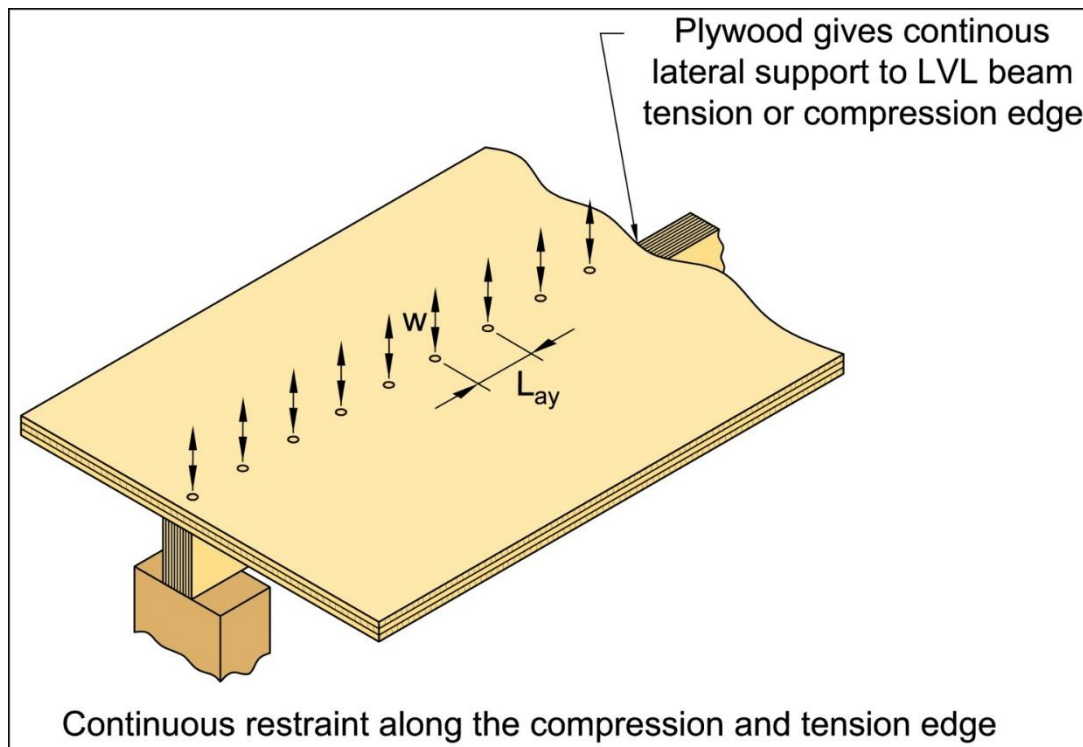 Plywood gives continous
lateral support to LVL beam
tension or compression edge
w
Lay
Continuous restraint along the compression and tension edge